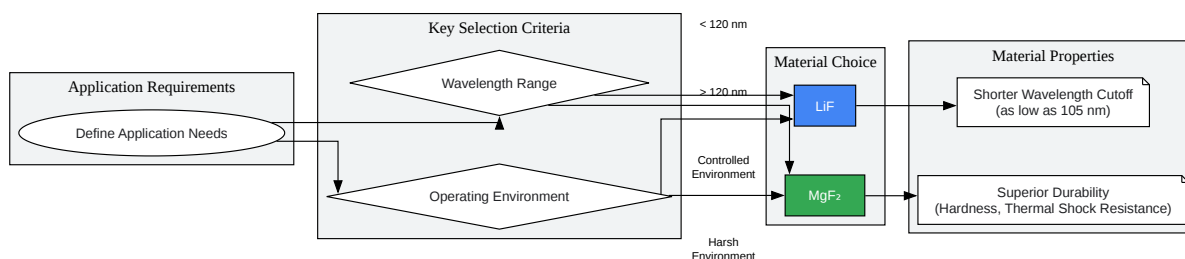 Application Requirements
Define Application Needs
Key Selection Criteria
Wavelength Range
Operating Environment
< 120 nm
> 120 nm
Controlled
Environment
Harsh
Environment
Material Choice
LiF
MgF₂
Material Properties
Shorter Wavelength Cutoff
(as low as 105 nm)
Superior Durability
(Hardness, Thermal Shock Resistance)